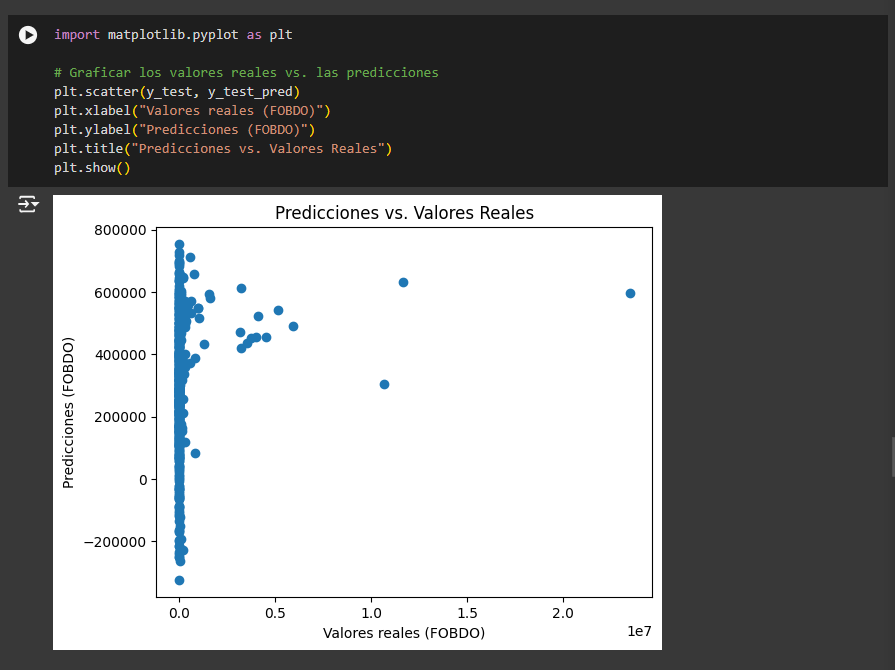 import matplotlib.pyplot as plt
# Graficar los valores reales vs. las predicciones
plt.scatter(y_test, y_test_pred)
plt.xlabel("Valores reales (FOBDO)")
plt.ylabel("Predicciones (FOBDO)")
plt.title("Predicciones vs. Valores Reales")
plt.show()
Predicciones vs. Valores Reales
800000
600000
400000
200000
0
−200000
Predicciones (FOBDO)
0.0 0.5 1.0 1.5 2.0
1e7
Valores reales (FOBDO)